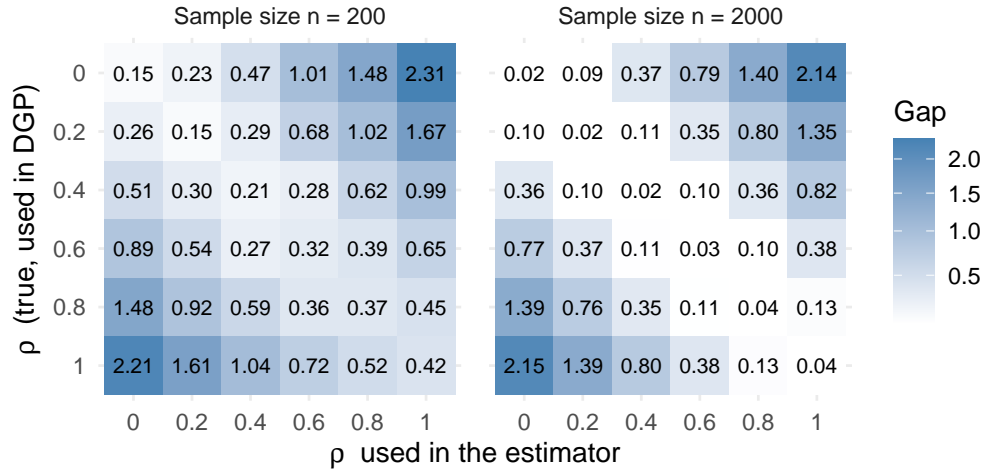 Sample size n = 200
Sample size n = 2000
ρ (true, used in DGP)
0 0.15 0.23 0.47 1.01 1.48 2.31 0.02 0.09 0.37 0.79 1.40 2.14
0.2 0.26 0.15 0.29 0.68 1.02 1.67 0.10 0.02 0.11 0.35 0.80 1.35
0.4 0.51 0.30 0.21 0.28 0.62 0.99 0.36 0.10 0.02 0.10 0.36 0.82
0.6 0.89 0.54 0.27 0.32 0.39 0.65 0.77 0.37 0.11 0.03 0.10 0.38
0.8 1.48 0.92 0.59 0.36 0.37 0.45 1.39 0.76 0.35 0.11 0.04 0.13
1 2.21 1.61 1.04 0.72 0.52 0.42 2.15 1.39 0.80 0.38 0.13 0.04
0 0.2 0.4 0.6 0.8 1 0 0.2 0.4 0.6 0.8 1
ρ used in the estimator
Gap
2.0
1.5
1.0
0.5